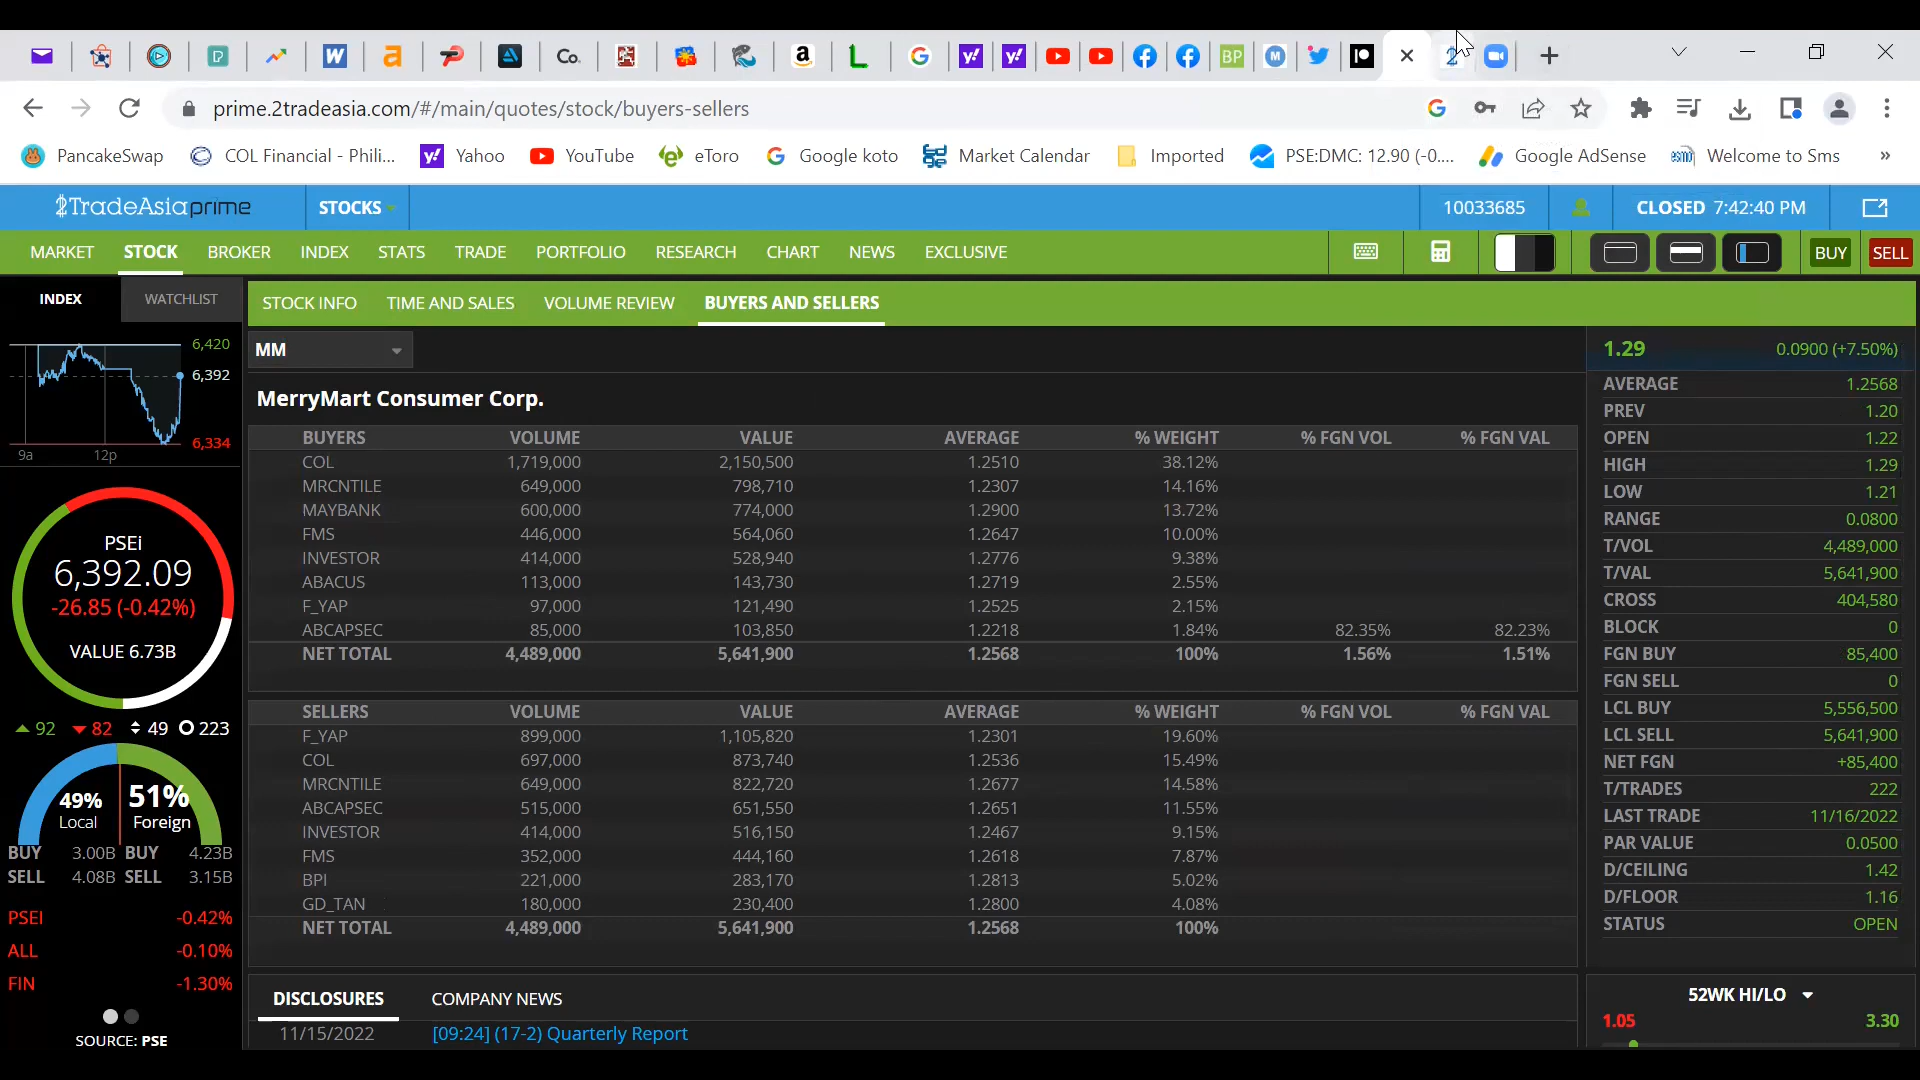 prime.2tradeasia.com/#/main/quotes/stock/buyers-sellers
PancakeSwap COL Financial - Phili... Yahoo YouTube eToro Google koto Market Calendar Imported PSE:DMC: 12.90 (-0.... Google AdSense Welcome to Sms »
2TradeAsiaprime STOCKS 10033685 CLOSED 7:42:40 PM
MARKET STOCK BROKER INDEX STATS TRADE PORTFOLIO RESEARCH CHART NEWS EXCLUSIVE BUY SELL
INDEX WATCHLIST
6,420
6,392
6,334
9a 12p
PSEi
6,392.09
-26.85 (-0.42%)
VALUE 6.73B
92 82 49 223
49% Local 51% Foreign
BUY 3.00B BUY 4.23B
SELL 4.08B SELL 3.15B
PSEI -0.42%
ALL -0.10%
FIN -1.30%
SOURCE: PSE
STOCK INFO TIME AND SALES VOLUME REVIEW BUYERS AND SELLERS
MM
MerryMart Consumer Corp.
BUYERS VOLUME VALUE AVERAGE % WEIGHT % FGN VOL % FGN VAL
COL 1,719,000 2,150,500 1.2510 38.12%
MRCNTILE 649,000 798,710 1.2307 14.16%
MAYBANK 600,000 774,000 1.2900 13.72%
FMS 446,000 564,060 1.2647 10.00%
INVESTOR 414,000 528,940 1.2776 9.38%
ABACUS 113,000 143,730 1.2719 2.55%
F_YAP 97,000 121,490 1.2525 2.15%
ABCAPSEC 85,000 103,850 1.2218 1.84% 82.35% 82.23%
NET TOTAL 4,489,000 5,641,900 1.2568 100% 1.56% 1.51%
SELLERS VOLUME VALUE AVERAGE % WEIGHT % FGN VOL % FGN VAL
F_YAP 899,000 1,105,820 1.2301 19.60%
COL 697,000 873,740 1.2536 15.49%
MRCNTILE 649,000 822,720 1.2677 14.58%
ABCAPSEC 515,000 651,550 1.2651 11.55%
INVESTOR 414,000 516,150 1.2467 9.15%
FMS 352,000 444,160 1.2618 7.87%
BPI 221,000 283,170 1.2813 5.02%
GD_TAN 180,000 230,400 1.2800 4.08%
NET TOTAL 4,489,000 5,641,900 1.2568 100%
DISCLOSURES COMPANY NEWS
11/15/2022 [09:24] (17-2) Quarterly Report
1.29 0.0900 (+7.50%)
AVERAGE 1.2568
PREV 1.20
OPEN 1.22
HIGH 1.29
LOW 1.21
RANGE 0.0800
T/VOL 4,489,000
T/VAL 5,641,900
CROSS 404,580
BLOCK 0
FGN BUY 85,400
FGN SELL 0
LCL BUY 5,556,500
LCL SELL 5,641,900
NET FGN +85,400
T/TRADES 222
LAST TRADE 11/16/2022
PAR VALUE 0.0500
D/CEILING 1.42
D/FLOOR 1.16
STATUS OPEN
52WK HI/LO
1.05 3.30